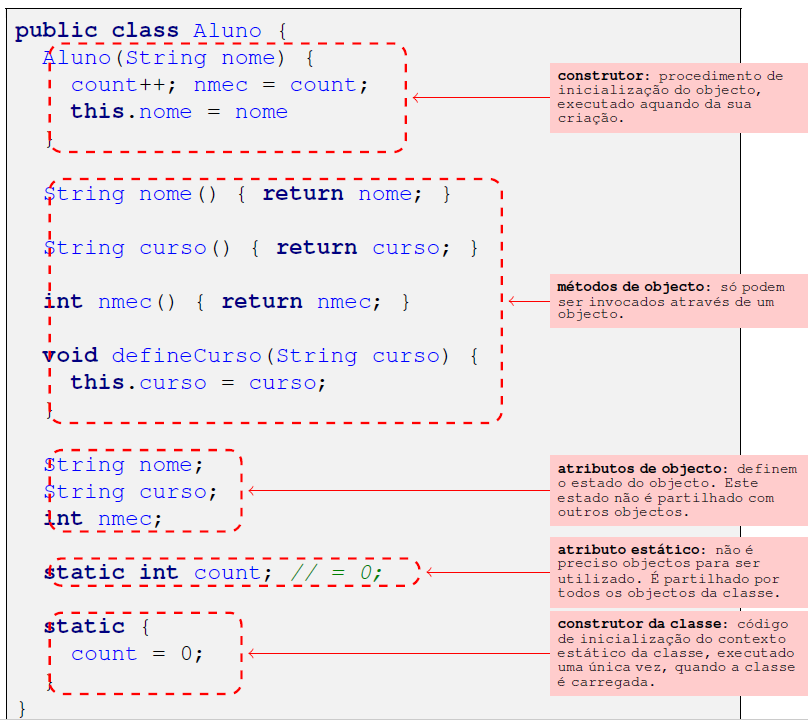 public class Aluno {
Aluno(String nome) {
count++; nmec = count;
this.nome = nome
}
String nome() { return nome; }
String curso() { return curso; }
int nmec() { return nmec; }
void defineCurso(String curso) {
this.curso = curso;
}
String nome;
String curso;
int nmec;
static int count; // = 0;
static {
count = 0;
}
}
construtor: procedimento de
inicialização do objecto,
executado aquando da sua
criação.
métodos de objecto: só podem
ser invocados através de um
objecto.
atributos de objecto: definem
o estado do objecto. Este
estado não é partilhado com
outros objectos.
atributo estático: não é
preciso objectos para ser
utilizado. É partilhado por
todos os objectos da classe.
construtor da classe: código
de inicialização do contexto
estático da classe, executado
uma única vez, quando a classe
é carregada.